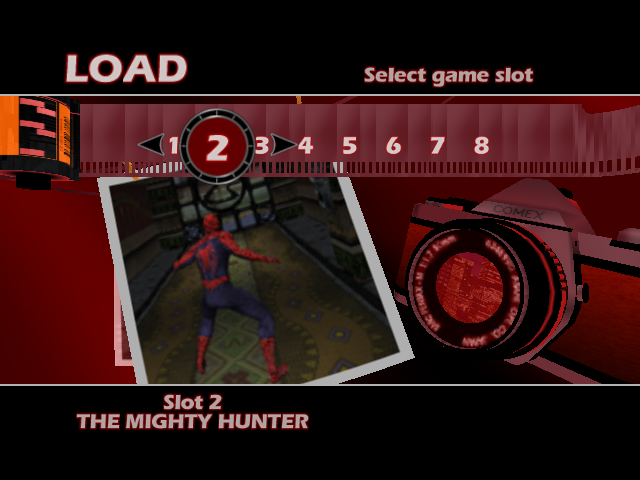 LOAD
Select game slot
1 2 3 4 5 6 7 8
COMEX
Slot 2
THE MIGHTY HUNTER